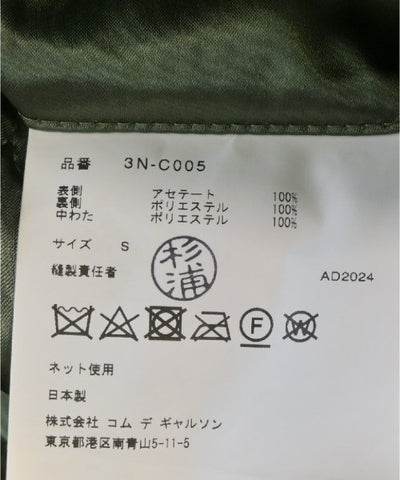 品番 3N-C005
表側 アセテート 100%
裏側 ポリエステル 100%
中わた ポリエステル 100%
サイズ S
縫製責任者 杉浦 AD2024
F
W
ネット使用
日本製
株式会社 コム デ ギャルソン
東京都港区南青山5-11-5